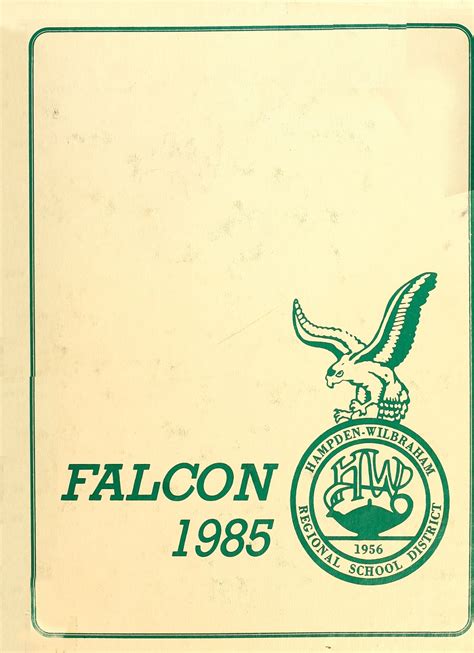 FALCON
1985
HAMPDEN-WILBRAHAM
HW
1956
REGIONAL SCHOOL DISTRICT